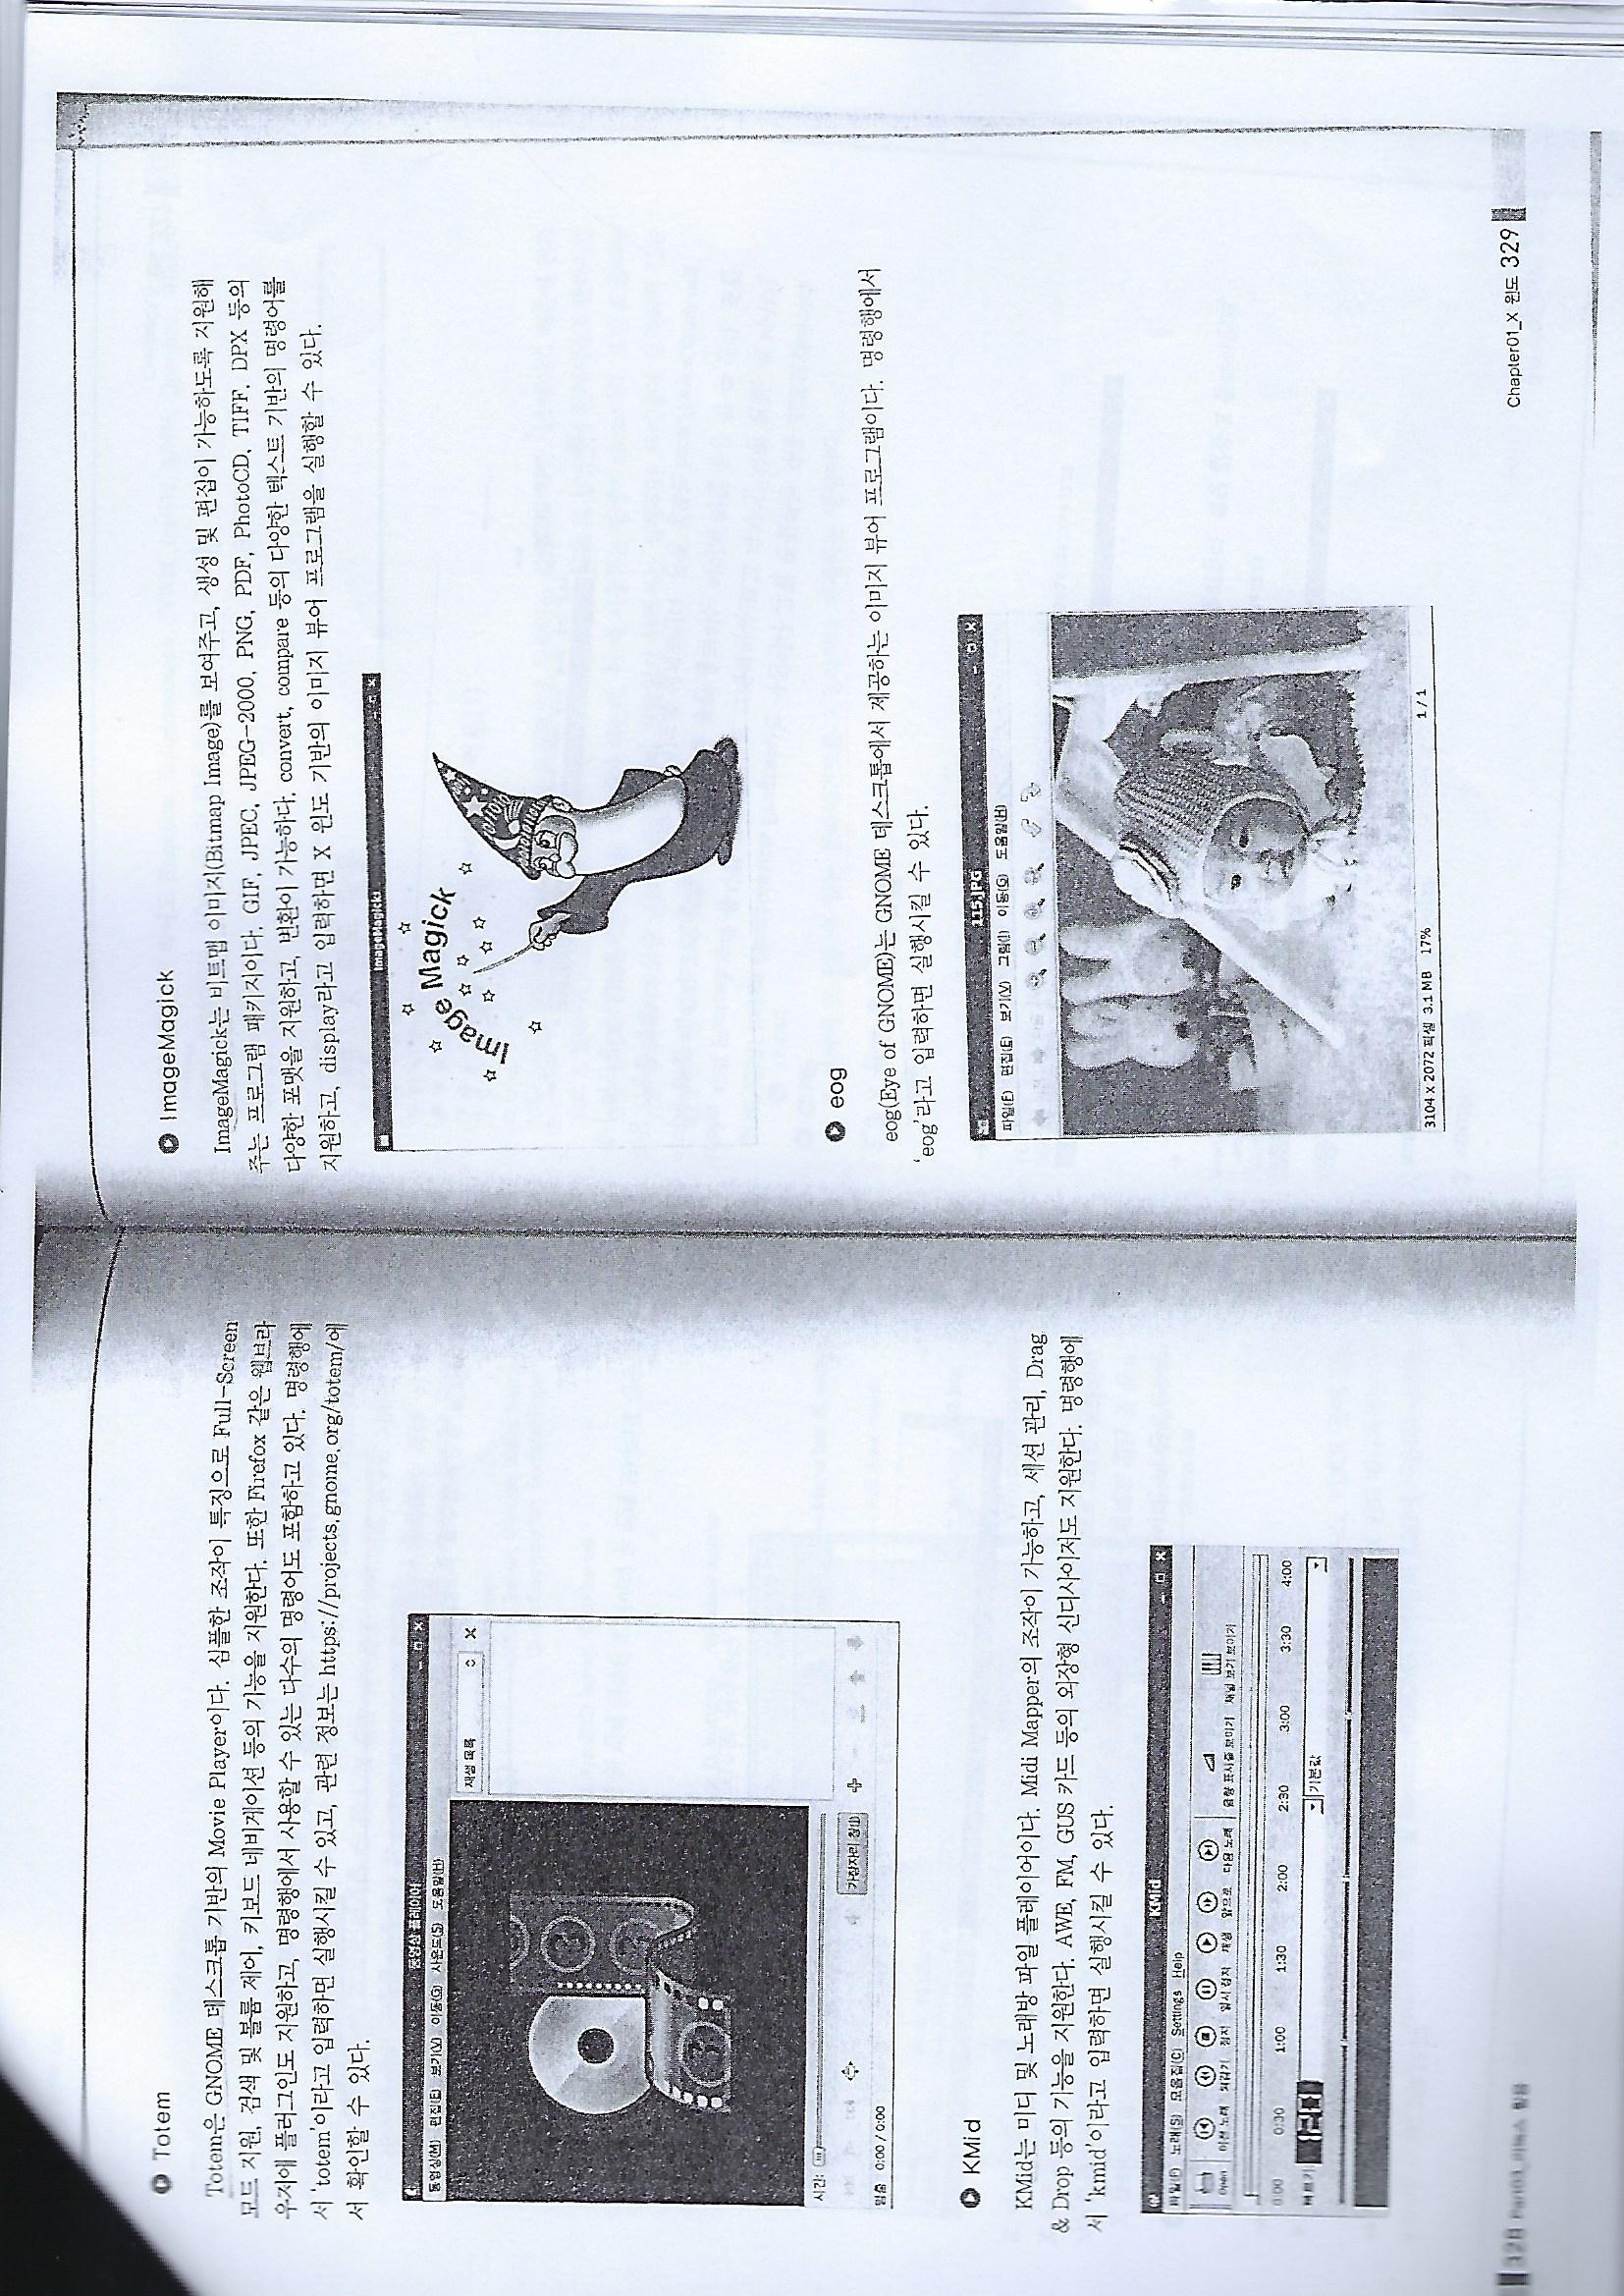 Totem
Totem은 GNOME 데스크톱 기반의 Movie Player이다. 심플한 조작이 특징으로 Full-Screen
모드 지원, 검색 및 볼륨 제어, 키보드 네비게이션 등의 기능을 지원한다. 또한 Firefox 같은 웹브라
우저에 플러그인도 지원하고, 명령행에서 사용할 수 있는 다수의 명령어도 포함하고 있다. 명령행에
서 'totem'이라고 입력하면 실행시킬 수 있고, 관련 정보는 https://projects.gnome.org/totem/에
서 확인할 수 있다.
동영상 플레이어
동영상(M) 편집(E) 보기(V) 이동(G) 사운드(S) 도움말(H)
재생 목록
시간:
가장자리 창(I)
멈춤 0:00 / 0:00
KMid
KMid는 미디 및 노래방 파일 플레이어이다. Midi Mapper의 조작이 가능하고, 세션 관리, Drag
& Drop 등의 기능을 지원한다. AWE, FM, GUS 카드 등의 외장형 신디사이저도 지원한다. 명령행에
서 'kmid'이라고 입력하면 실행시킬 수 있다.
KMid
파일(F) 노래(S) 모음집(C) Settings Help
Open 이전 노래 되감기 정지 일시 정지 재생 앞으로 다음 노래 음량 표시줄 보이기 채널 보기 보이기
0:00 0:30 1:00 1:30 2:00 2:30 3:00 3:30 4:00
빠르기: 기본값
328 Part03_리눅스 활용
ImageMagick
ImageMagick는 비트맵 이미지(Bitmap Image)를 보여주고, 생성 및 편집이 가능하도록 지원해
주는 프로그램 패키지이다. GIF, JPEC, JPEG-2000, PNG, PDF, PhotoCD, TIFF, DPX 등의
다양한 포맷을 지원하고, 변환이 가능하다. convert, compare 등의 다양한 텍스트 기반의 명령어를
지원하고, display라고 입력하면 X 윈도 기반의 이미지 뷰어 프로그램을 실행할 수 있다.
Image Magick
eog
eog(Eye of GNOME)는 GNOME 데스크톱에서 제공하는 이미지 뷰어 프로그램이다. 명령행에서
'eog'라고 입력하면 실행시킬 수 있다.
115.JPG
파일(F) 편집(E) 보기(V) 그림(I) 이동(G) 도움말(H)
3104 x 2072 픽셀 3.1 MB 17% 1 / 1
Chapter01_X 윈도 329